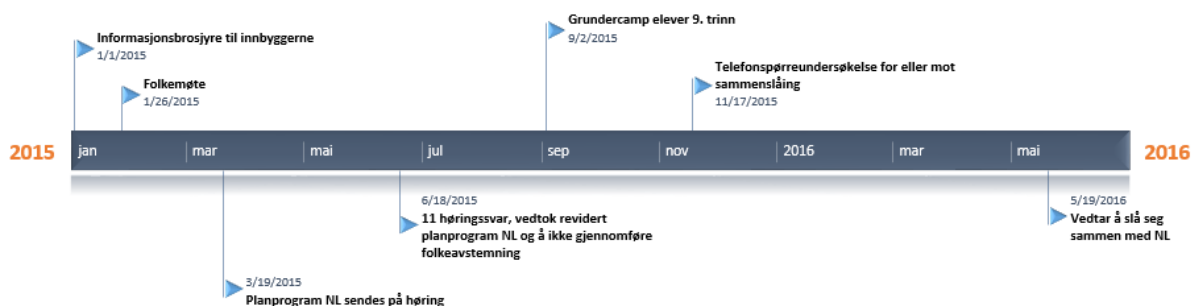 Grundercamp elever 9. trinn
9/2/2015
Informasjonsbrosjyre til innbyggerne
1/1/2015
Telefonspørreundersøkelse for eller mot
sammenslåing
11/17/2015
Folkemøte
1/26/2015
2015 jan mar mai jul sep nov 2016 mar mai 2016
6/18/2015
11 høringssvar, vedtok revidert
planprogram NL og å ikke gjennomføre
folkeavstemning
5/19/2016
Vedtar å slå seg
sammen med NL
3/19/2015
Planprogram NL sendes på høring